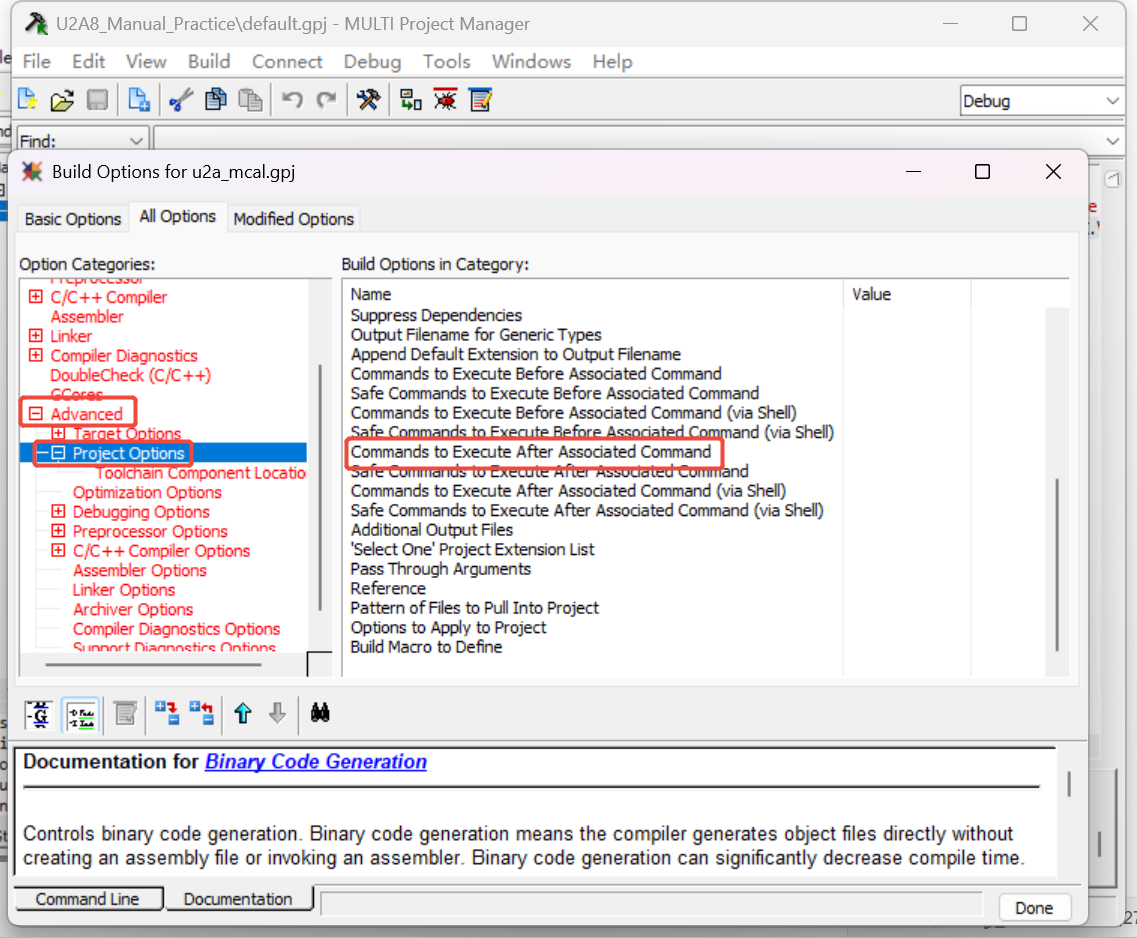 U2A8_Manual_Practice\default.gpj - MULTI Project Manager
File Edit View Build Connect Debug Tools Windows Help
Debug
Find:
Build Options for u2a_mcal.gpj
Basic Options All Options Modified Options
Option Categories:
Preprocessor
C/C++ Compiler
Assembler
Linker
Compiler Diagnostics
DoubleCheck (C/C++)
GCores
Advanced
Target Options
Project Options
Toolchain Component Locatio
Optimization Options
Debugging Options
Preprocessor Options
C/C++ Compiler Options
Assembler Options
Linker Options
Archiver Options
Compiler Diagnostics Options
Support Diagnostics Options
Build Options in Category:
Name Value
Suppress Dependencies
Output Filename for Generic Types
Append Default Extension to Output Filename
Commands to Execute Before Associated Command
Safe Commands to Execute Before Associated Command
Commands to Execute Before Associated Command (via Shell)
Safe Commands to Execute Before Associated Command (via Shell)
Commands to Execute After Associated Command
Safe Commands to Execute After Associated Command
Commands to Execute After Associated Command (via Shell)
Safe Commands to Execute After Associated Command (via Shell)
Additional Output Files
'Select One' Project Extension List
Pass Through Arguments
Reference
Pattern of Files to Pull Into Project
Options to Apply to Project
Build Macro to Define
Documentation for Binary Code Generation
Controls binary code generation. Binary code generation means the compiler generates object files directly without
creating an assembly file or invoking an assembler. Binary code generation can significantly decrease compile time.
Command Line Documentation
Done